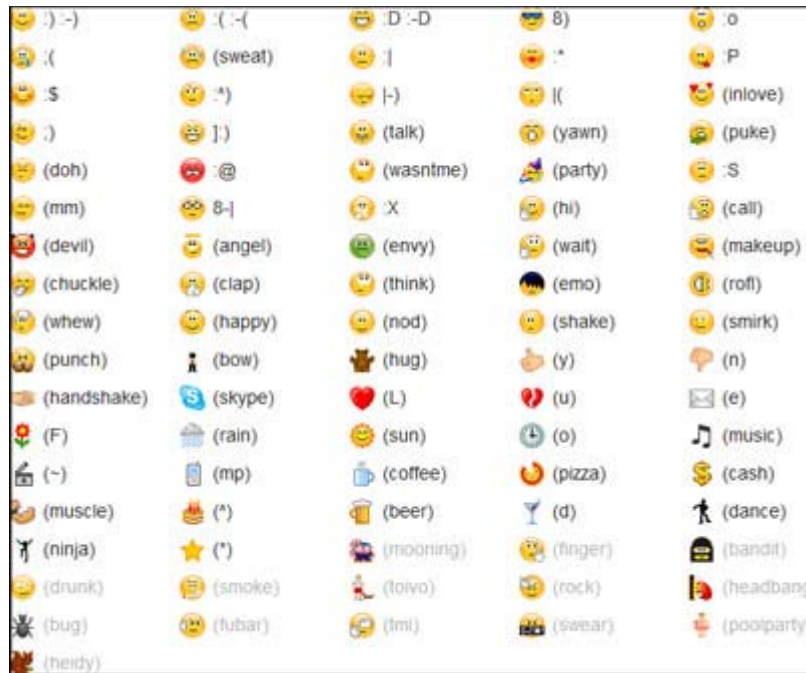 :) :-) :( :-( :D :-D 8) :o
;( (sweat) :| :* :P
:$ :^) |-) |( (inlove)
:) ]:) (talk) (yawn) (puke)
(doh) :@ (wasntme) (party) :S
(mm) 8-| :X (hi) (call)
(devil) (angel) (envy) (wait) (makeup)
(chuckle) (clap) (think) (emo) (rofl)
(whew) (happy) (nod) (shake) (smirk)
(punch) (bow) (hug) (y) (n)
(handshake) (skype) (L) (u) (e)
(F) (rain) (sun) (o) (music)
(~) (mp) (coffee) (pizza) (cash)
(muscle) (^) (beer) (d) (dance)
(ninja) (*) (mooning) (finger) (bandit)
(drunk) (smoke) (toivo) (rock) (headbang
(bug) (fubar) (tmi) (swear) (poolparty
(heidy)